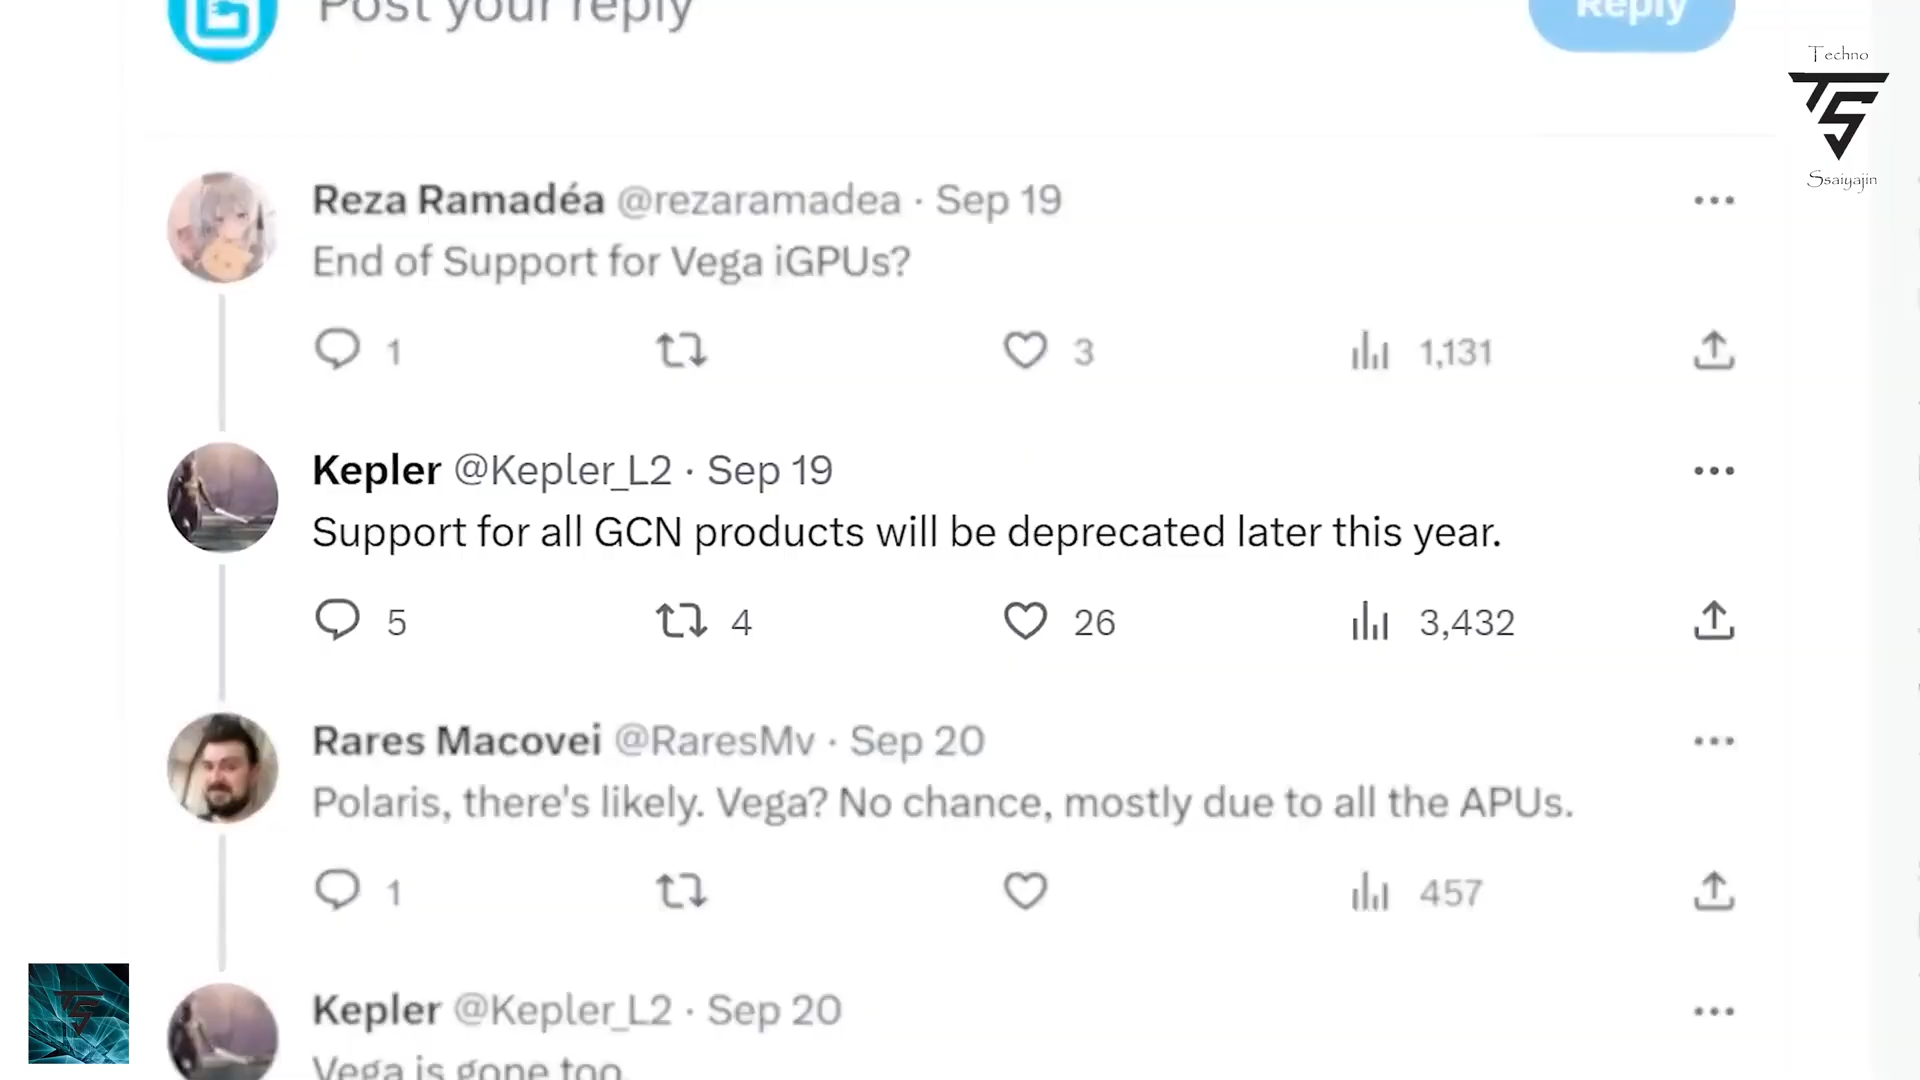 Post your reply
Reply
Techno
TS
Ssaiyajin
Reza Ramadéa @rezaramadea · Sep 19
End of Support for Vega iGPUs?
1
3
1,131
Kepler @Kepler_L2 · Sep 19
Support for all GCN products will be deprecated later this year.
5
4
26
3,432
Rares Macovei @RaresMv · Sep 20
Polaris, there's likely. Vega? No chance, mostly due to all the APUs.
1
457
TS
Kepler @Kepler_L2 · Sep 20
Vega is gone too.